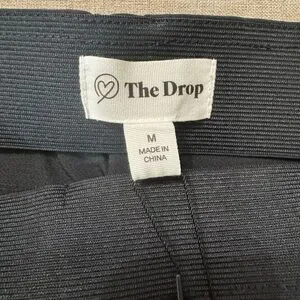 The Drop
M
MADE IN
CHINA